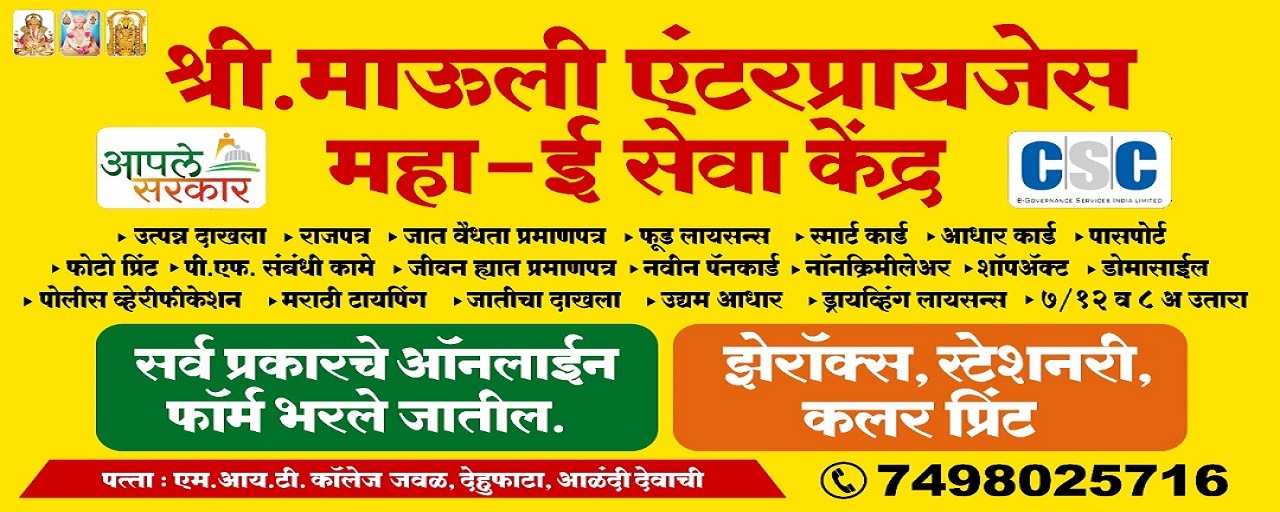 श्री.माऊली एंटरप्रायजेस
महा-ई सेवा केंद्र
आपले
सरकार
CSC
e-Governance Services India Limited
▸ उत्पन्न दाखला ▸ राजपत्र ▸ जात वैधता प्रमाणपत्र ▸ फूड लायसन्स ▸ स्मार्ट कार्ड ▸ आधार कार्ड ▸ पासपोर्ट
▸ फोटो प्रिंट ▸ पी.एफ. संबंधी कामे ▸ जीवन ह्यात प्रमाणपत्र ▸ नवीन पॅनकार्ड ▸ नॉनक्रिमीलेअर ▸ शॉपॲक्ट ▸ डोमासाईल
▸ पोलीस व्हेरीफीकेशन ▸ मराठी टायपिंग ▸ जातीचा दाखला ▸ उद्यम आधार ▸ ड्रायव्हिंग लायसन्स ▸ ७/१२ व ८ अ उतारा
सर्व प्रकारचे ऑनलाईन
फॉर्म भरले जातील.
झेरॉक्स, स्टेशनरी,
कलर प्रिंट
पत्ता : एम.आय.टी. कॉलेज जवळ, देहुफाटा, आळंदी देवाची
7498025716